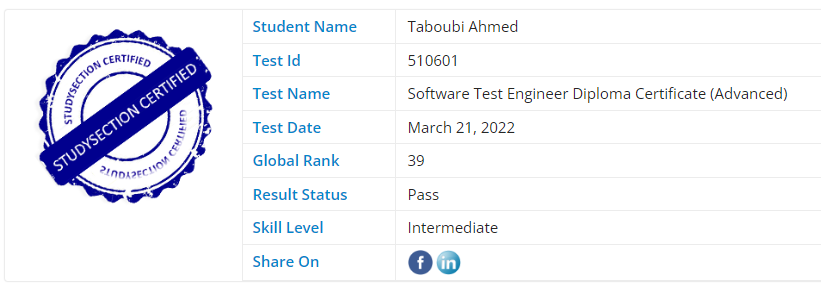 STUDYSECTION CERTIFIED
STUDYSECTION CERTIFIED
STUDYSECTION CERTIFIED
Student Name Taboubi Ahmed
Test Id 510601
Test Name Software Test Engineer Diploma Certificate (Advanced)
Test Date March 21, 2022
Global Rank 39
Result Status Pass
Skill Level Intermediate
Share On f in